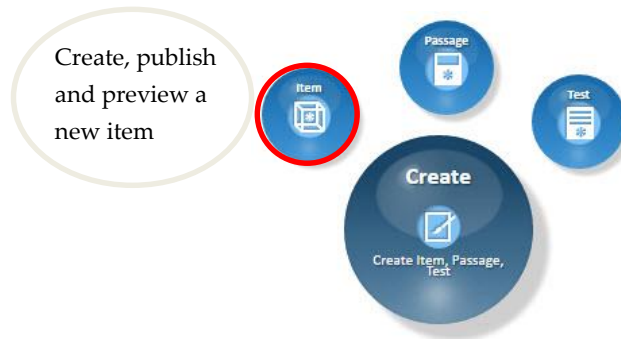 Create, publish
and preview a
new item
Item
Passage
Test
Create
Create Item, Passage,
Test